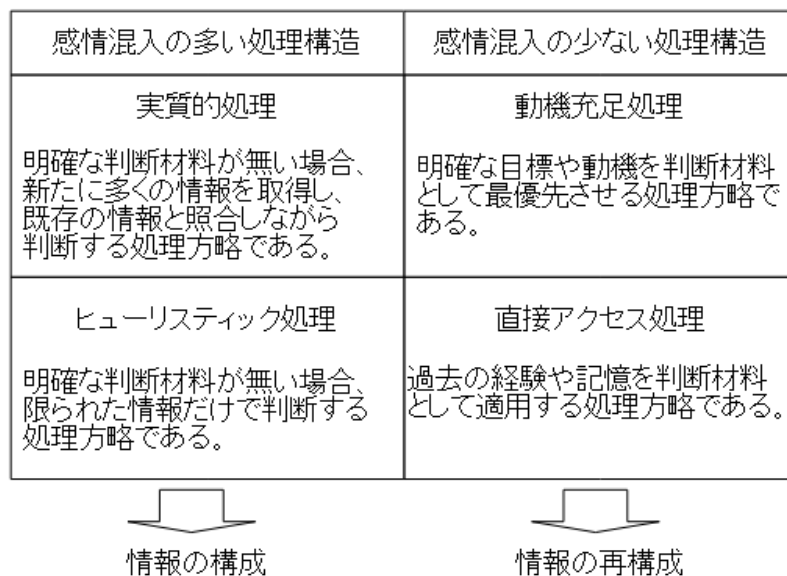 感情混入の多い処理構造
感情混入の少ない処理構造
実質的処理
明確な判断材料が無い場合、
新たに多くの情報を取得し、
既存の情報と照合しながら
判断する処理方略である。
動機充足処理
明確な目標や動機を判断材料
として最優先させる処理方略で
ある。
ヒューリスティック処理
明確な判断材料が無い場合、
限られた情報だけで判断する
処理方略である。
直接アクセス処理
過去の経験や記憶を判断材料
として適用する処理方略である。
情報の構成
情報の再構成